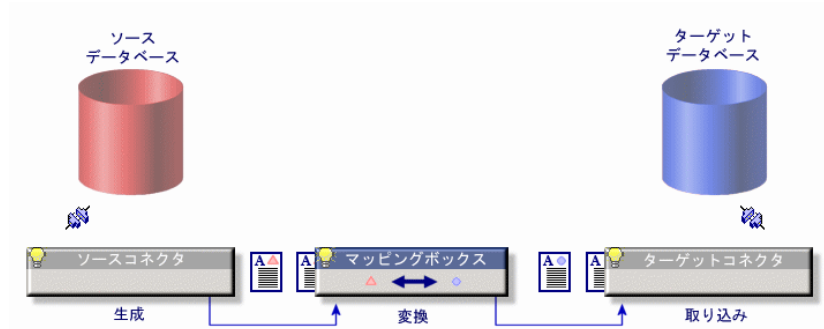 ソース
データベース
ターゲット
データベース
ソースコネクタ
A
A
マッピングボックス
A
A
ターゲットコネクタ
生成
変換
取り込み